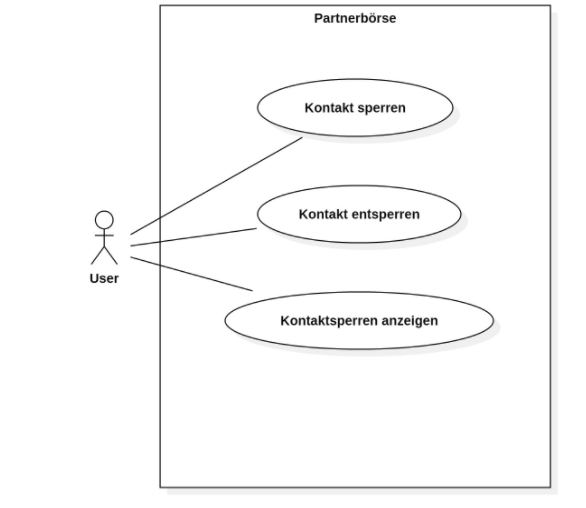 Partnerbörse
Kontakt sperren
Kontakt entsperren
User
Kontaktsperren anzeigen